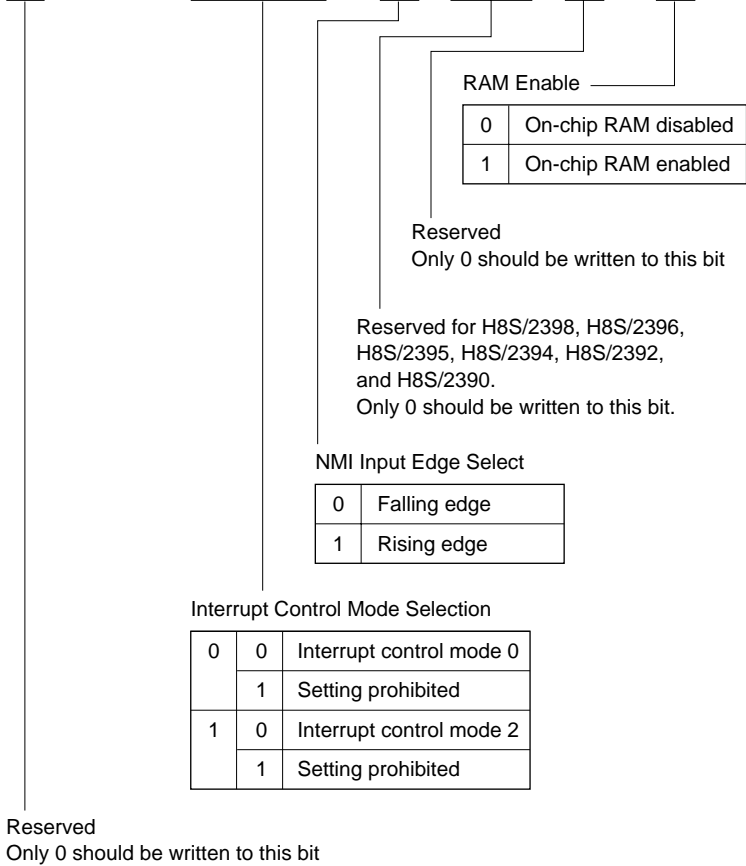 RAM Enable
0 On-chip RAM disabled
1 On-chip RAM enabled
Reserved
Only 0 should be written to this bit
Reserved for H8S/2398, H8S/2396,
H8S/2395, H8S/2394, H8S/2392,
and H8S/2390.
Only 0 should be written to this bit.
NMI Input Edge Select
0 Falling edge
1 Rising edge
Interrupt Control Mode Selection
0 0 Interrupt control mode 0
1 Setting prohibited
1 0 Interrupt control mode 2
1 Setting prohibited
Reserved
Only 0 should be written to this bit